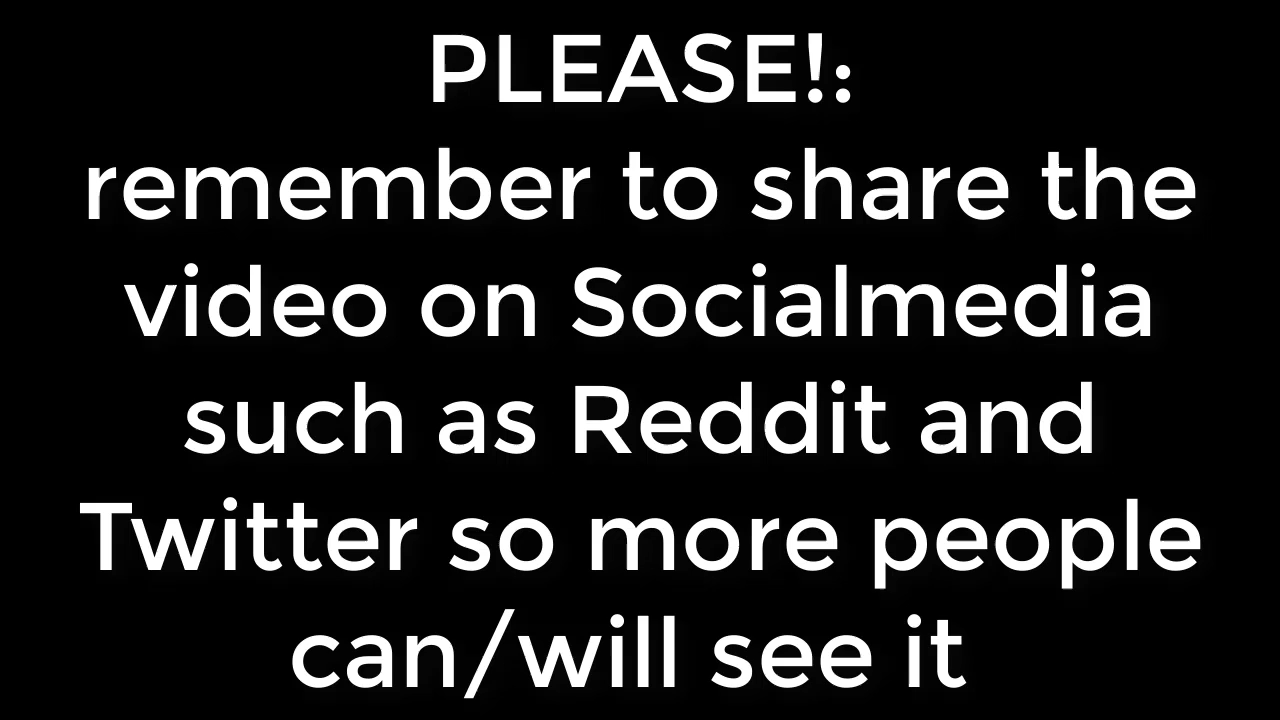 PLEASE!:
remember to share the
video on Socialmedia
such as Reddit and
Twitter so more people
can/will see it